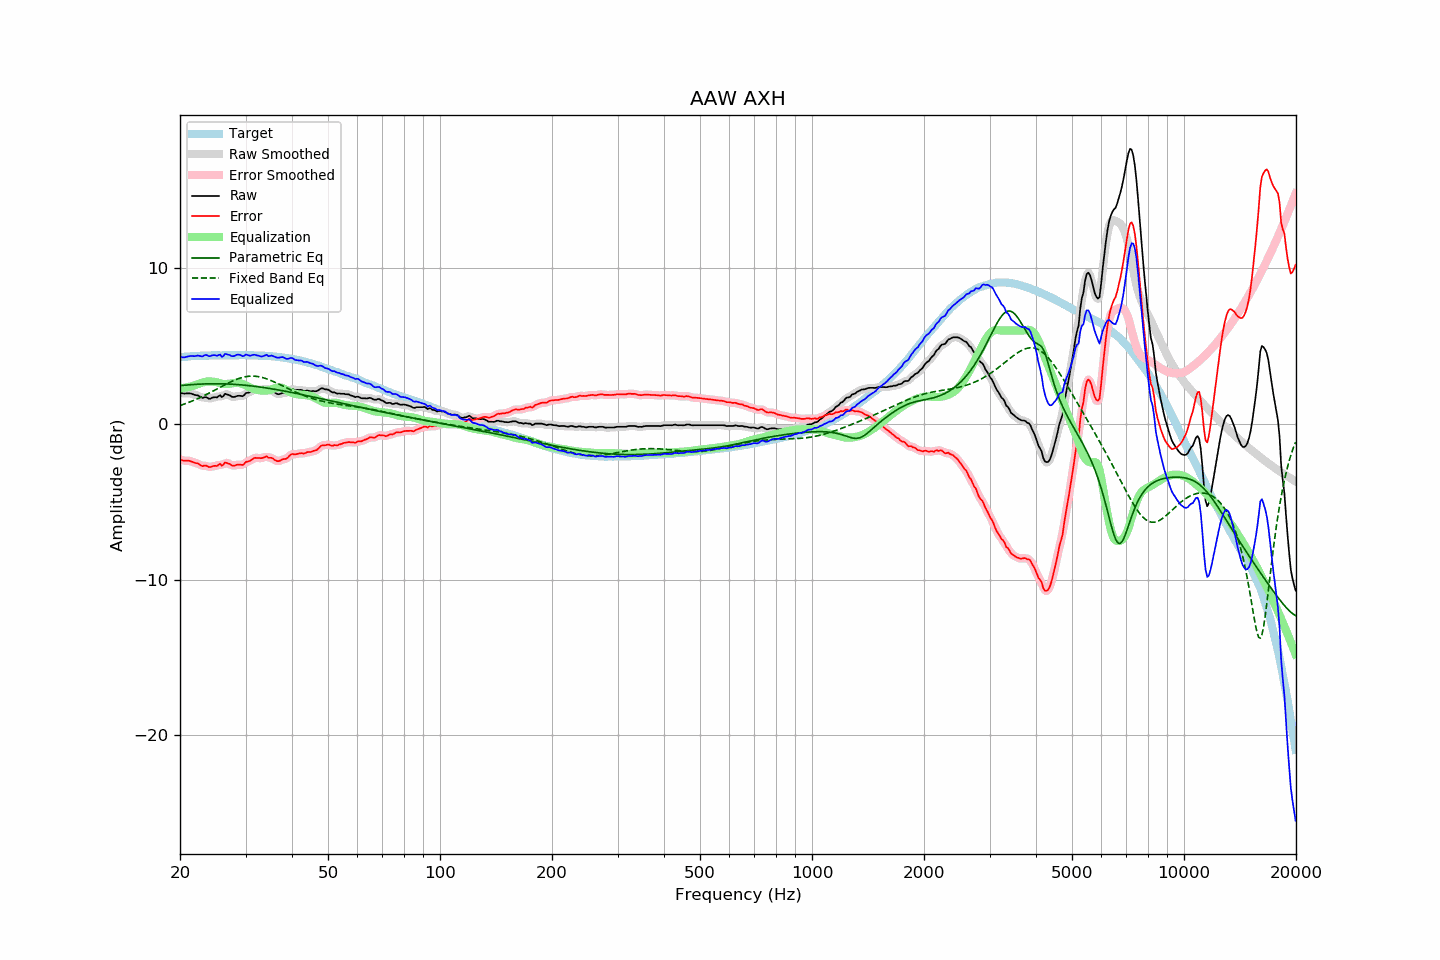 AAW AXH
Target
Raw Smoothed
Error Smoothed
Raw
Error
Equalization
Parametric Eq
Fixed Band Eq
Equalized
10
0
−10
−20
Amplitude (dBr)
20 50 100 200 500 1000 2000 5000 10000 20000
Frequency (Hz)